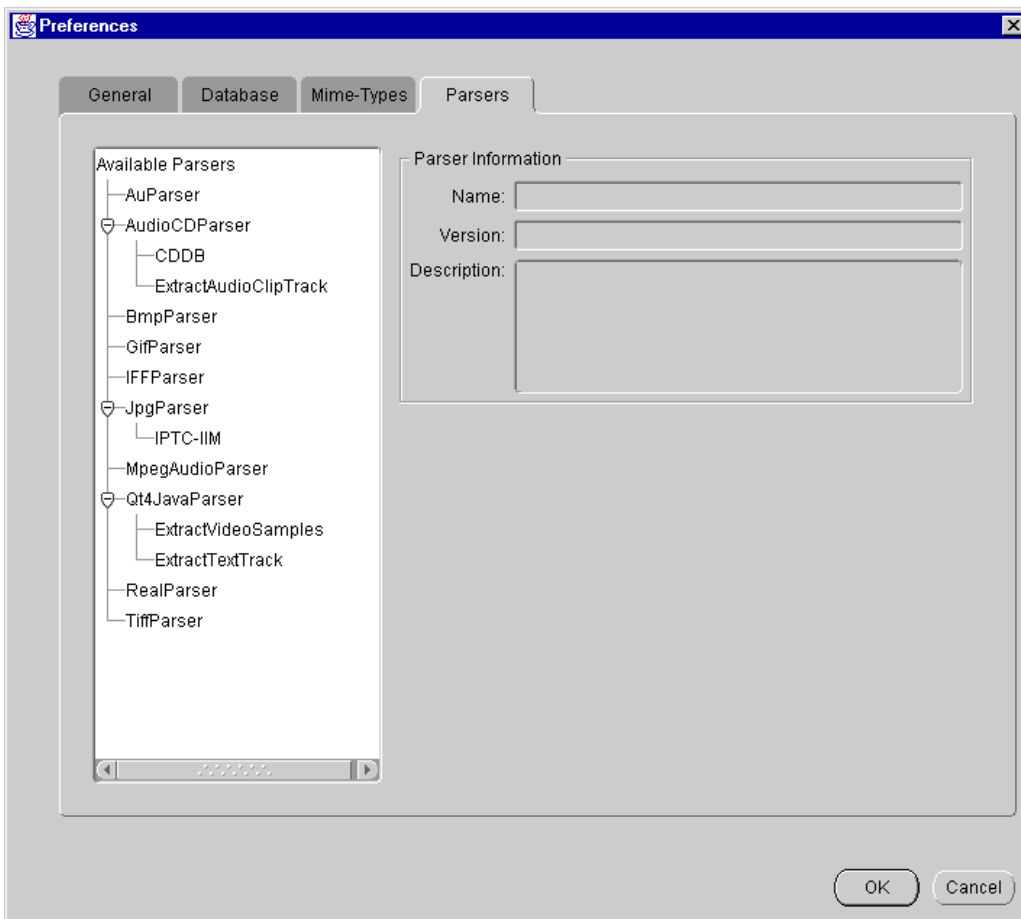 Preferences
General Database Mime-Types Parsers
Available Parsers
AuParser
AudioCDParser
CDDB
ExtractAudioClipTrack
BmpParser
GifParser
IFFParser
JpgParser
IPTC-IIM
MpegAudioParser
Qt4JavaParser
ExtractVideoSamples
ExtractTextTrack
RealParser
TiffParser
Parser Information
Name:
Version:
Description:
OK Cancel